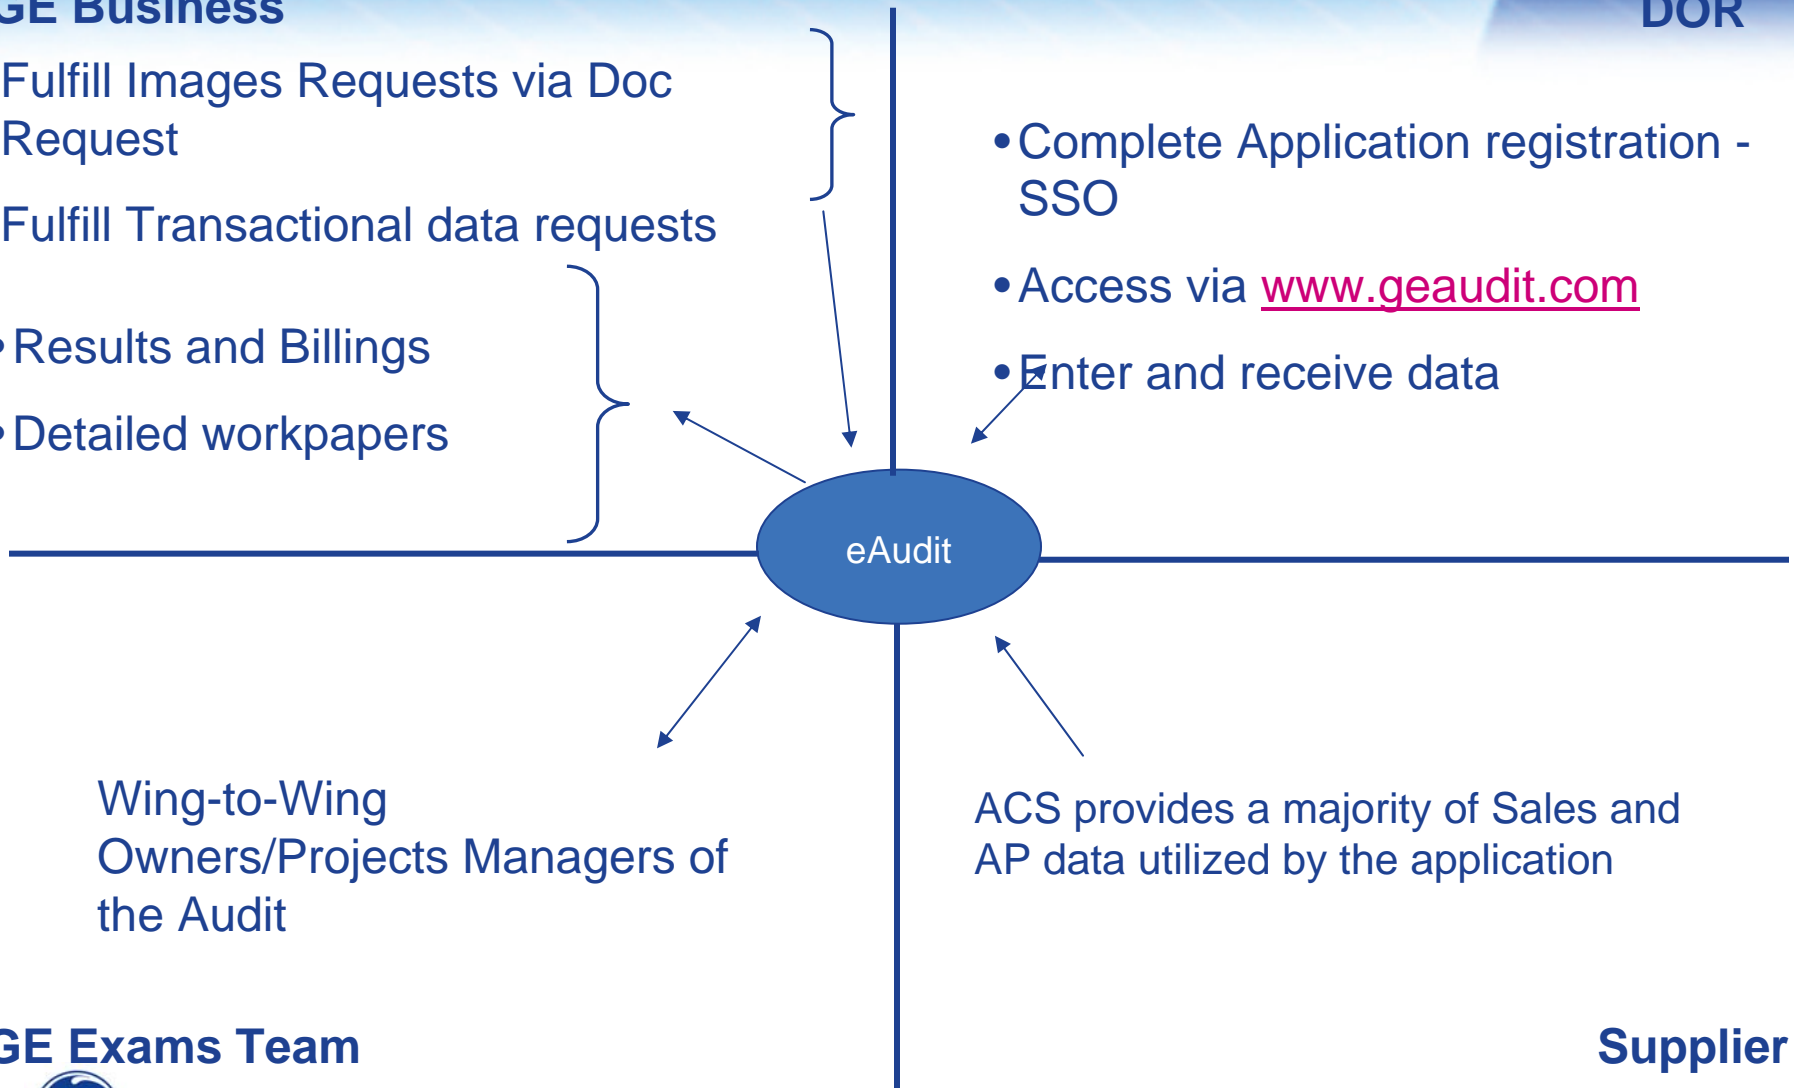 GE Business
DOR
Fulfill Images Requests via Doc
Request
Fulfill Transactional data requests
•Results and Billings
•Detailed workpapers
•Complete Application registration -
SSO
•Access via www.geaudit.com
•Enter and receive data
eAudit
Wing-to-Wing
Owners/Projects Managers of
the Audit
ACS provides a majority of Sales and
AP data utilized by the application
GE Exams Team
Supplier